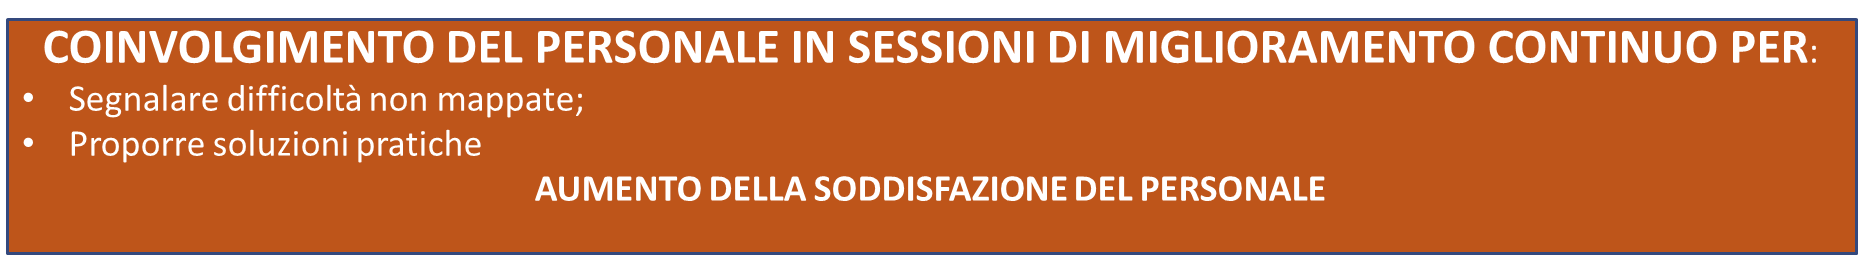 COINVOLGIMENTO DEL PERSONALE IN SESSIONI DI MIGLIORAMENTO CONTINUO PER:
• Segnalare difficoltà non mappate;
• Proporre soluzioni pratiche
AUMENTO DELLA SODDISFAZIONE DEL PERSONALE